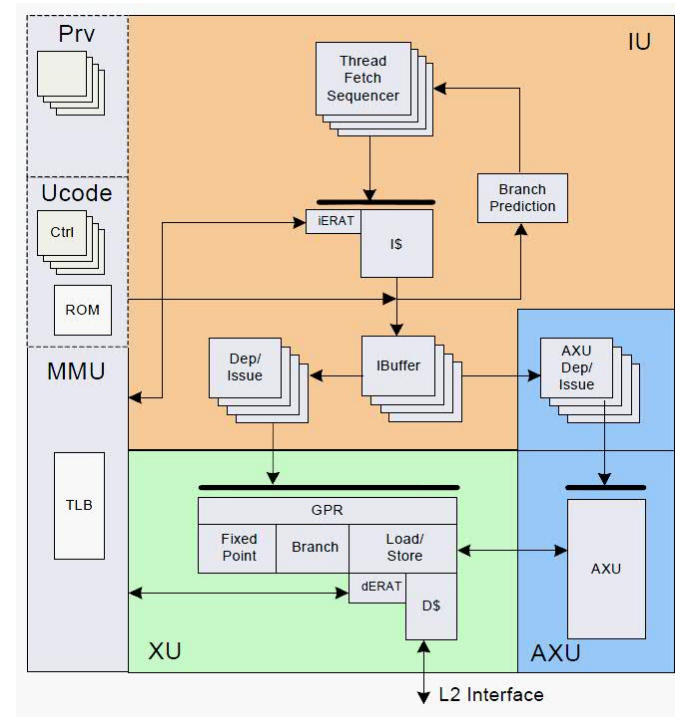 Prv
IU
Thread
Fetch
Sequencer
Ucode
Branch
Prediction
Ctrl
iERAT
I$
ROM
MMU
Dep/
Issue
IBuffer
AXU
Dep/
Issue
TLB
GPR
Fixed
Point
Branch
Load/
Store
AXU
dERAT
D$
XU
AXU
L2 Interface